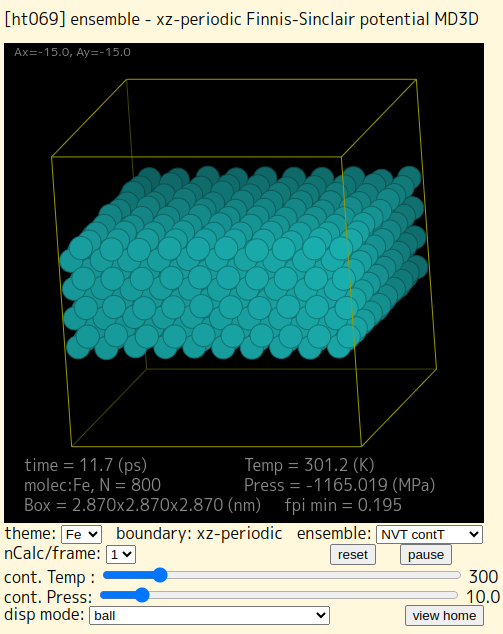 [ht069] ensemble - xz-periodic Finnis-Sinclair potential MD3D
Ax=-15.0, Ay=-15.0
time = 11.7 (ps) Temp = 301.2 (K)
molec:Fe, N = 800 Press = -1165.019 (MPa)
Box = 2.870x2.870x2.870 (nm) fpi min = 0.195
theme: Fe boundary: xz-periodic ensemble: NVT contT
nCalc/frame: 1 reset pause
cont. Temp : 300
cont. Press: 10.0
disp mode: ball view home